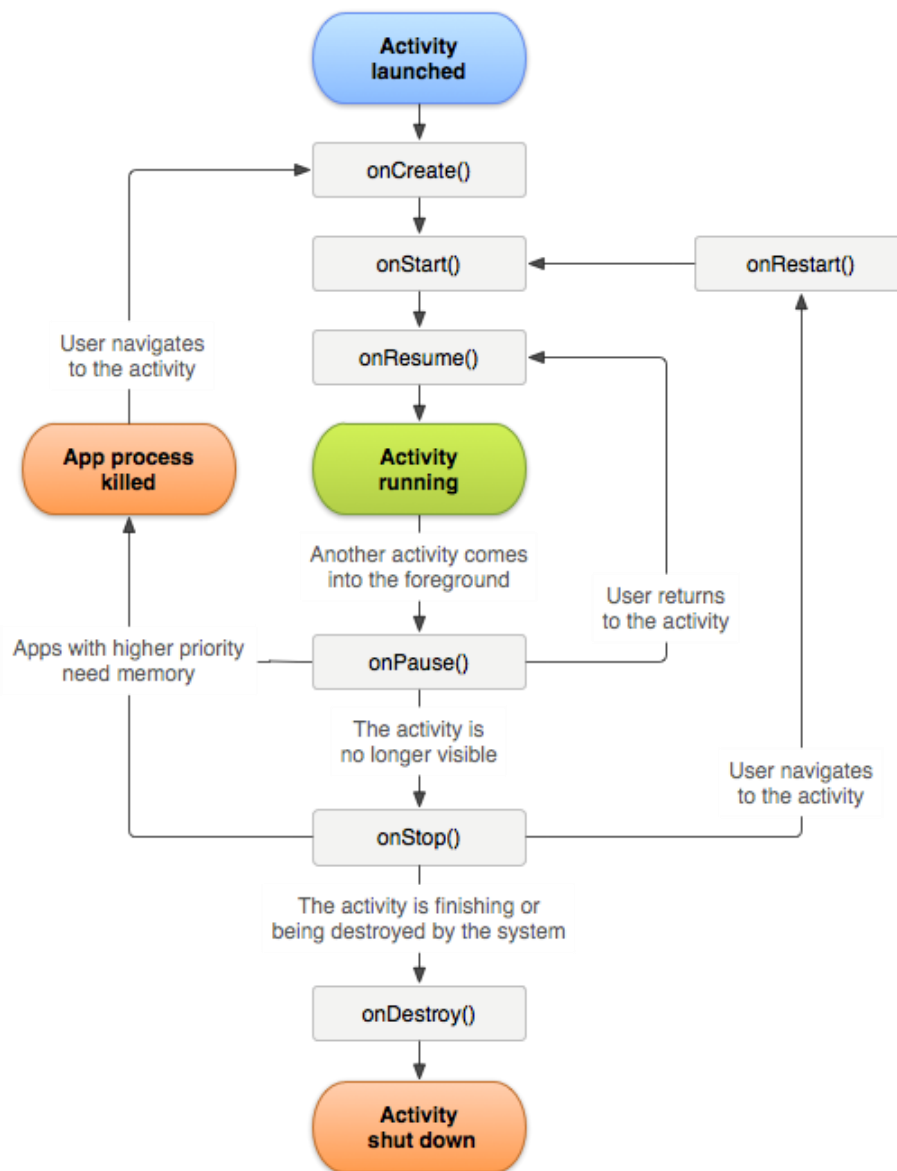 Activity
launched
onCreate()
onStart()
onRestart()
User navigates
to the activity
onResume()
App process
killed
Activity
running
Another activity comes
into the foreground
User returns
to the activity
Apps with higher priority
need memory
onPause()
The activity is
no longer visible
User navigates
to the activity
onStop()
The activity is finishing or
being destroyed by the system
onDestroy()
Activity
shut down